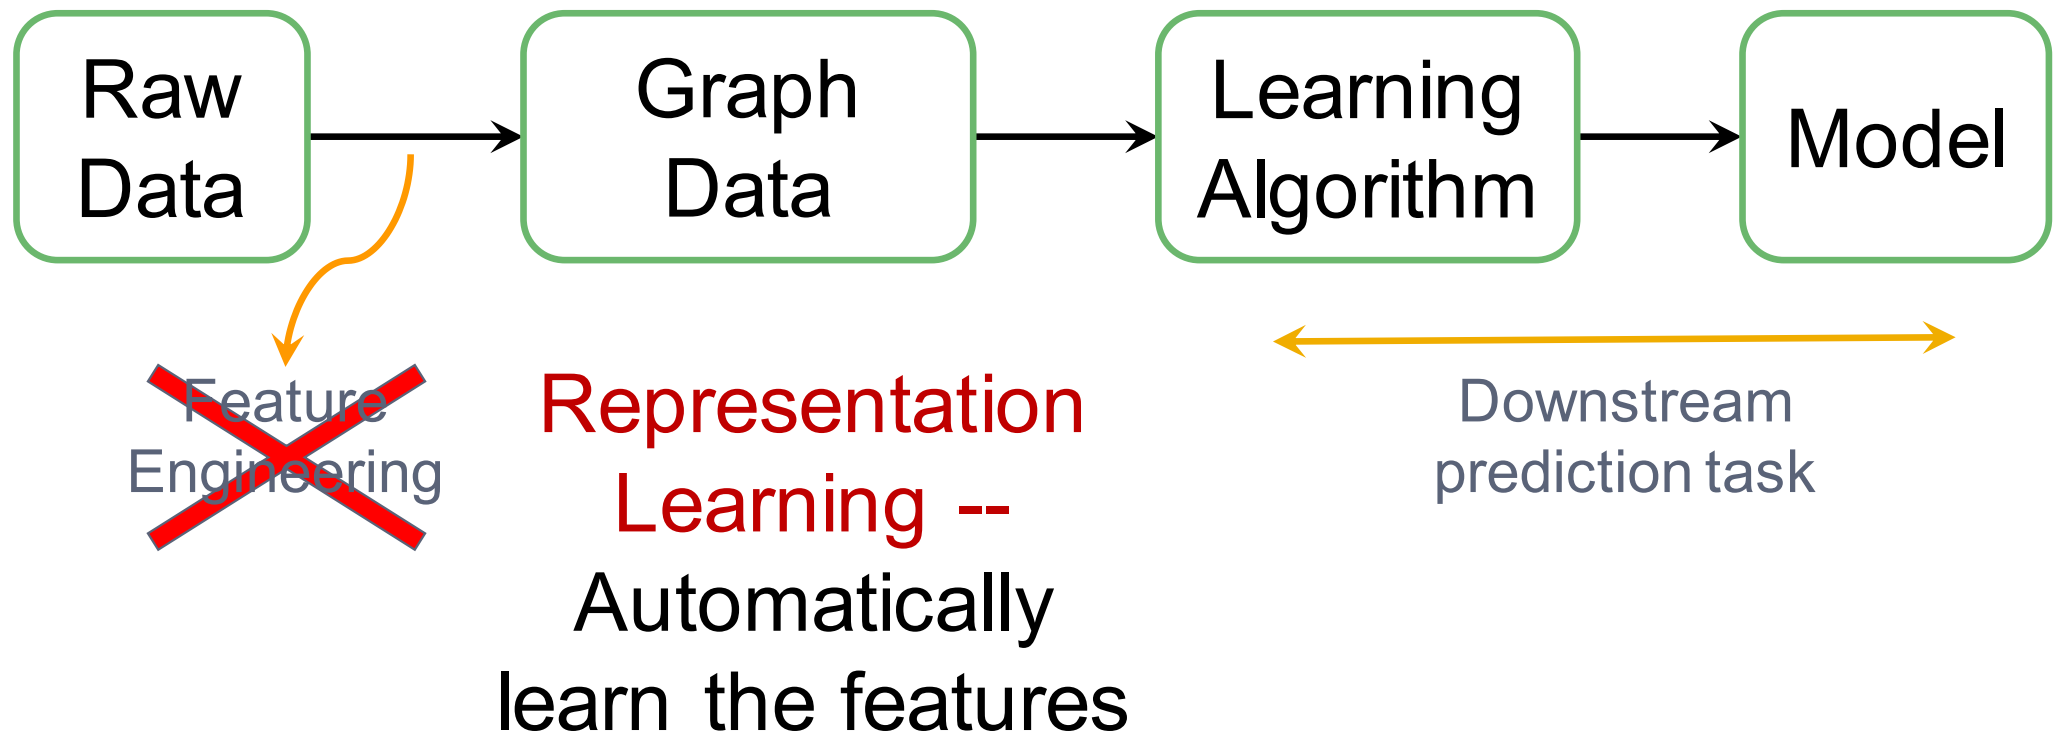 Raw
Data
Graph
Data
Learning
Algorithm
Model
Feature
Engineering
Representation
Learning --
Automatically
learn the features
Downstream
prediction task